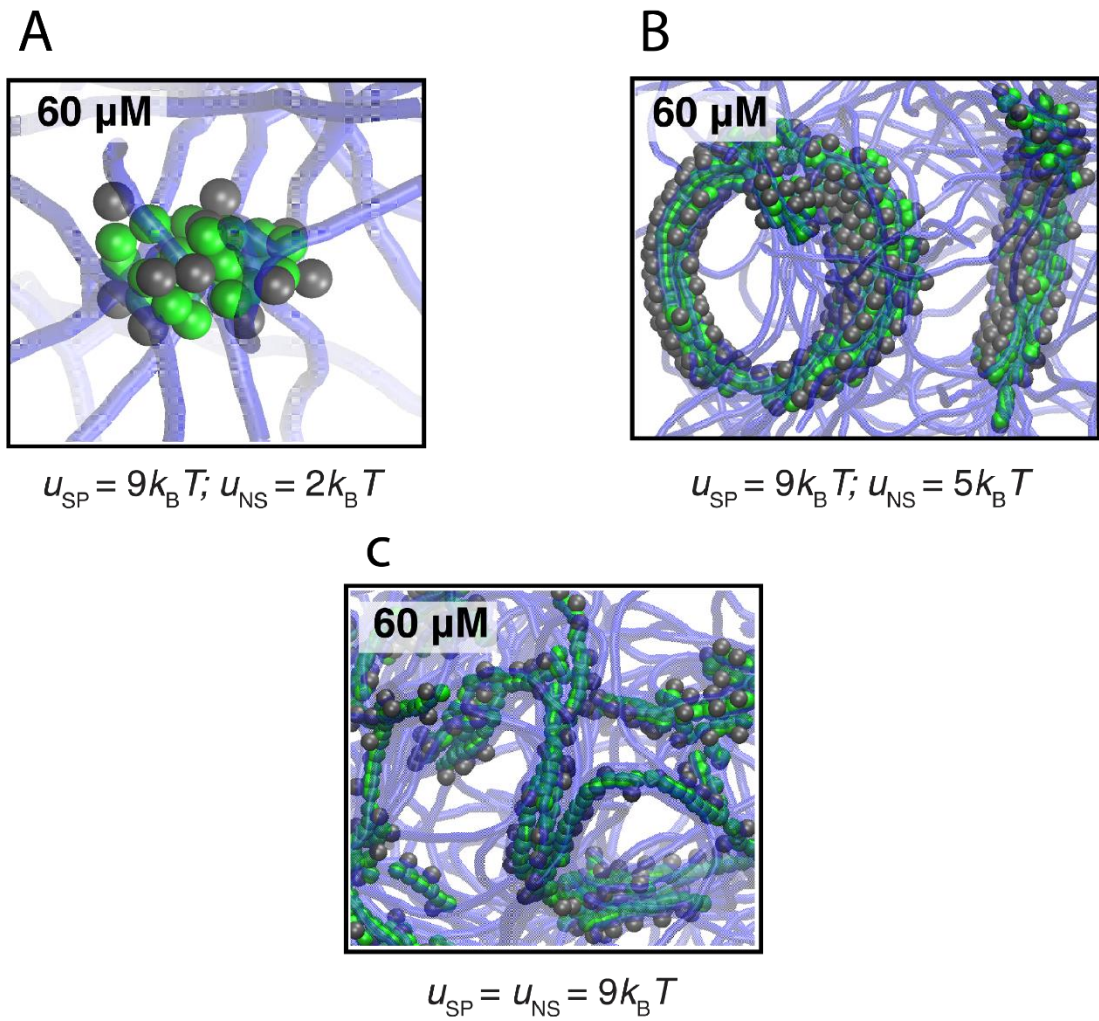 A
B
60 μM
60 μM
u_SP = 9k_BT; u_NS = 2k_BT
u_SP = 9k_BT; u_NS = 5k_BT
C
60 μM
u_SP = u_NS = 9k_BT